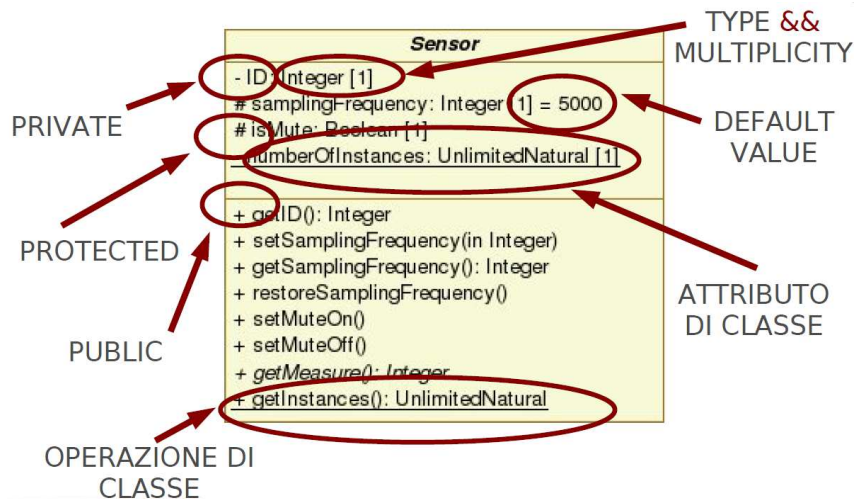 TYPE &&
MULTIPLICITY
Sensor
- ID: Integer [1]
# samplingFrequency: Integer [1] = 5000
# isMute: Boolean [1]
- numberOfInstances: UnlimitedNatural [1]
PRIVATE
DEFAULT
VALUE
PROTECTED
+ getID(): Integer
+ setSamplingFrequency(in Integer)
+ getSamplingFrequency(): Integer
+ restoreSamplingFrequency()
+ setMuteOn()
+ setMuteOff()
+ getMeasure(): Integer
+ getInstances(): UnlimitedNatural
ATTRIBUTO
DI CLASSE
PUBLIC
OPERAZIONE DI
CLASSE